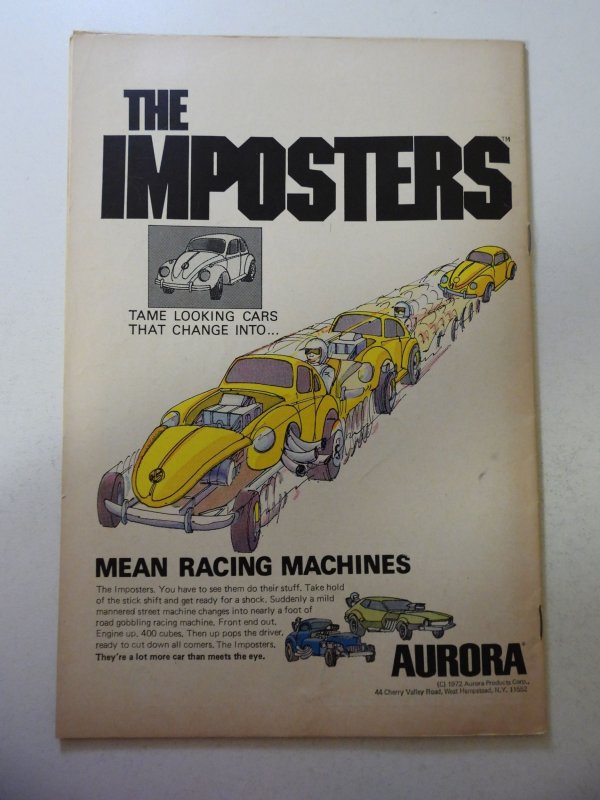 THE
IMPOSTERS™
TAME LOOKING CARS
THAT CHANGE INTO...
MEAN RACING MACHINES
The Imposters. You have to see them do their stuff. Take hold
of the stick shift and get ready for a shock. Suddenly a mild
mannered street machine changes into nearly a foot of
road gobbling racing machine. Front end out.
Engine up, 400 cubes, Then up pops the driver,
ready to cut down all corners. The Imposters.
They're a lot more car than meets the eye.
AURORA®
(C) 1972 Aurora Products Corp.,
44 Cherry Valley Road, West Hempstead, N.Y. 11552